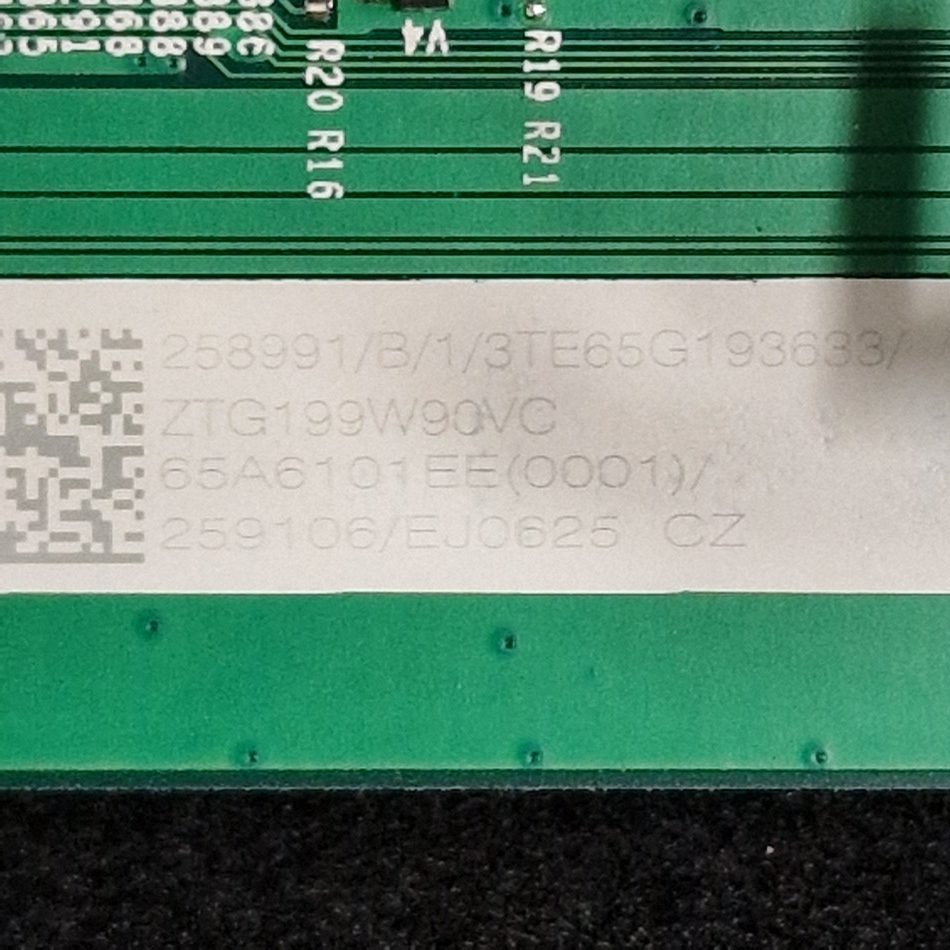 R20 R16
V4
R19 R21
258991/B/1/3TE65G193633/
ZTG199W90VC
65A6101EE(0001)/
259106/EJ0625 CZ